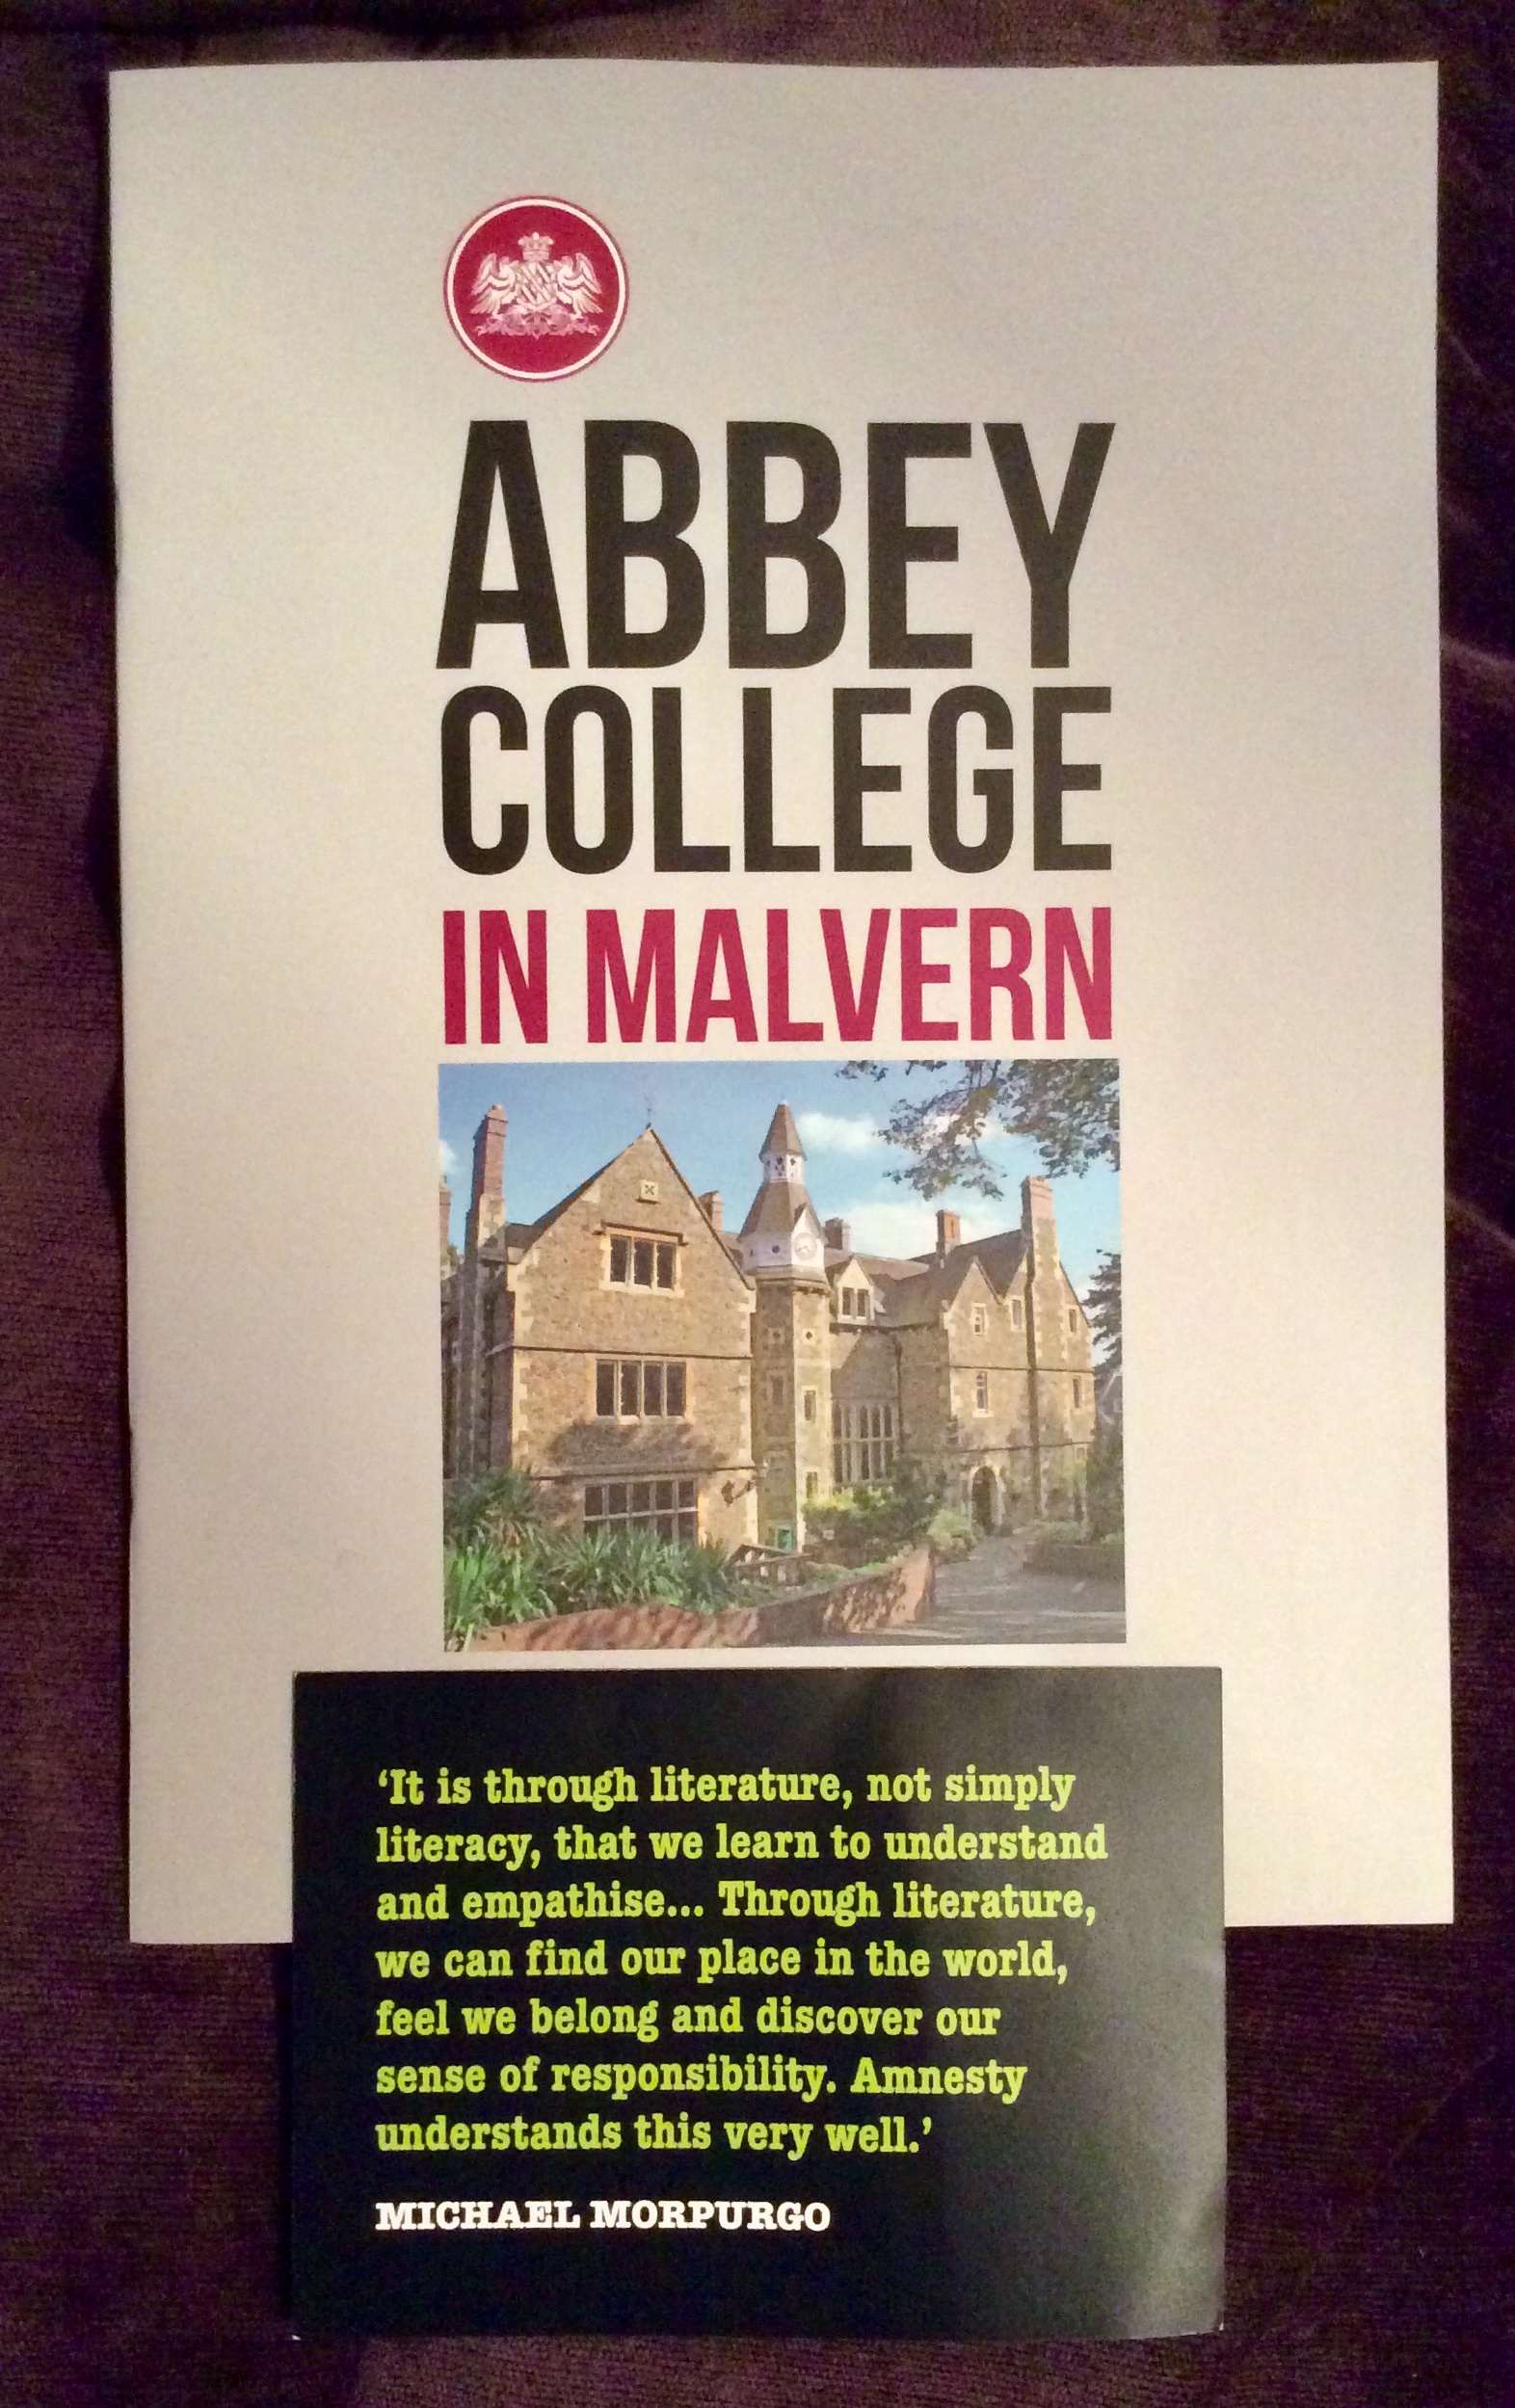 ABBEY
COLLEGE
IN MALVERN
‘It is through literature, not simply
literacy, that we learn to understand
and empathise... Through literature,
we can find our place in the world,
feel we belong and discover our
sense of responsibility. Amnesty
understands this very well.’
MICHAEL MORPURGO